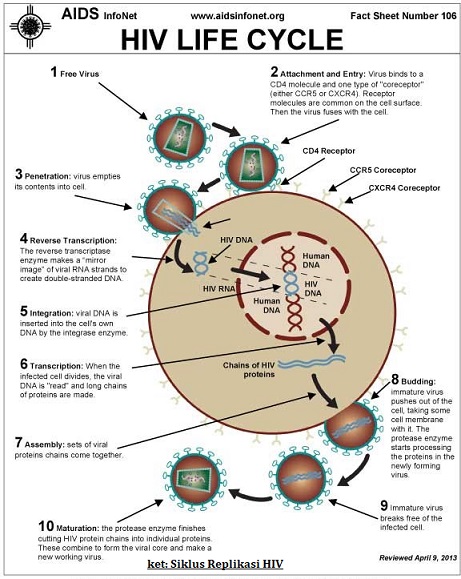 AIDS InfoNet
www.aidsinfonet.org
Fact Sheet Number 106
HIV LIFE CYCLE
1 Free Virus
2 Attachment and Entry: Virus binds to a
CD4 molecule and one type of "coreceptor"
(either CCR5 or CXCR4). Receptor
molecules are common on the cell surface.
Then the virus fuses with the cell.
CD4 Receptor
CCR5 Coreceptor
CXCR4 Coreceptor
3 Penetration: virus empties
its contents into cell.
4 Reverse Transcription:
The reverse transcriptase
enzyme makes a "mirror
image" of viral RNA strands to
create double-stranded DNA.
HIV DNA
HIV RNA
Human
DNA
HIV
DNA
Human
DNA
5 Integration: viral DNA is
inserted into the cell's own
DNA by the integrase enzyme.
6 Transcription: When the
infected cell divides, the viral
DNA is "read" and long chains
of proteins are made.
Chains of HIV
proteins
7 Assembly: sets of viral
proteins chains come together.
8 Budding:
immature virus
pushes out of the
cell, taking some
cell membrane
with it. The
protease enzyme
starts processing
the proteins in the
newly forming
virus.
9 Immature virus
breaks free of the
infected cell.
10 Maturation: the protease enzyme finishes
cutting HIV protein chains into individual proteins.
These combine to form the viral core and make a
new working virus.
Reviewed April 9, 2013
ket: Siklus Replikasi HIV